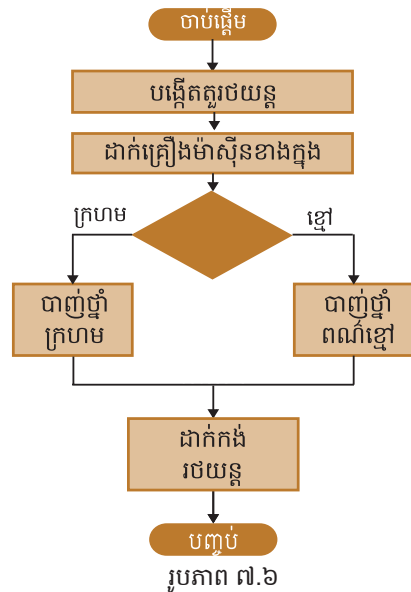 ចាប់ផ្តើម
បង្កើតតួរថយន្ត
ដាក់គ្រឿងម៉ាស៊ីនខាងក្នុង
ក្រហម
ខ្មៅ
បាញ់ថ្នាំ
ក្រហម
បាញ់ថ្នាំ
ពណ៌ខ្មៅ
ដាក់កង់
រថយន្ត
បញ្ចប់
រូបភាព ៧.៦